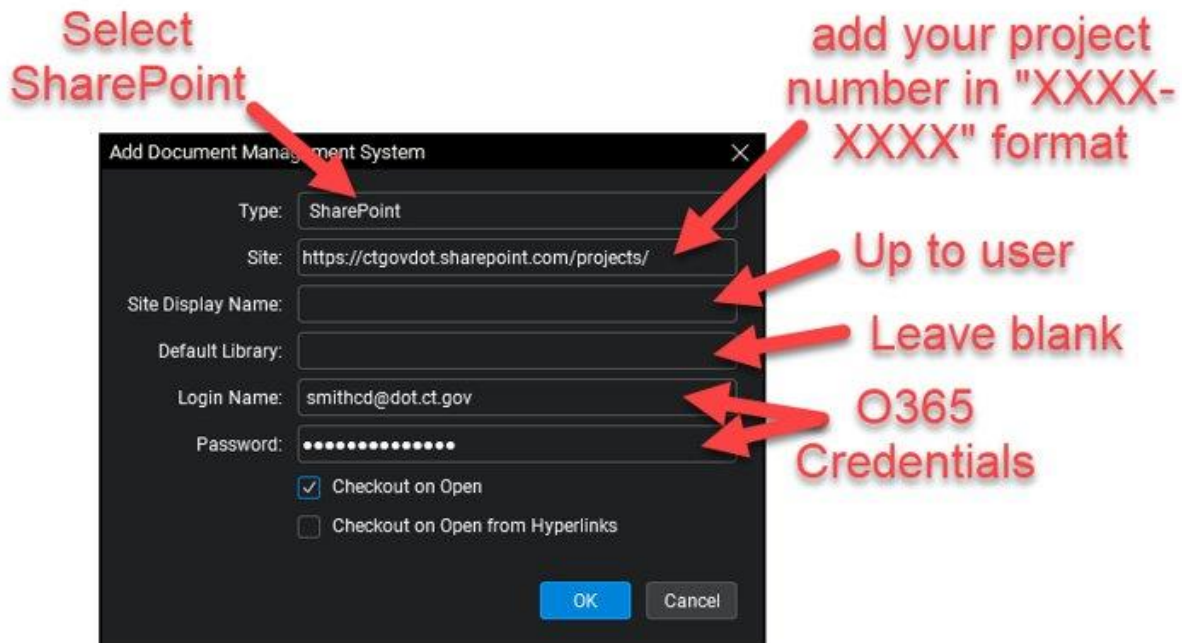 Select
SharePoint
add your project
number in "XXXX-
XXXX" format
Add Document Management System
Type: SharePoint
Site: https://ctgovdot.sharepoint.com/projects/
Up to user
Site Display Name:
Default Library:
Leave blank
Login Name: smithcd@dot.ct.gov
O365
Credentials
Password: ••••••••••••••
Checkout on Open
Checkout on Open from Hyperlinks
OK Cancel